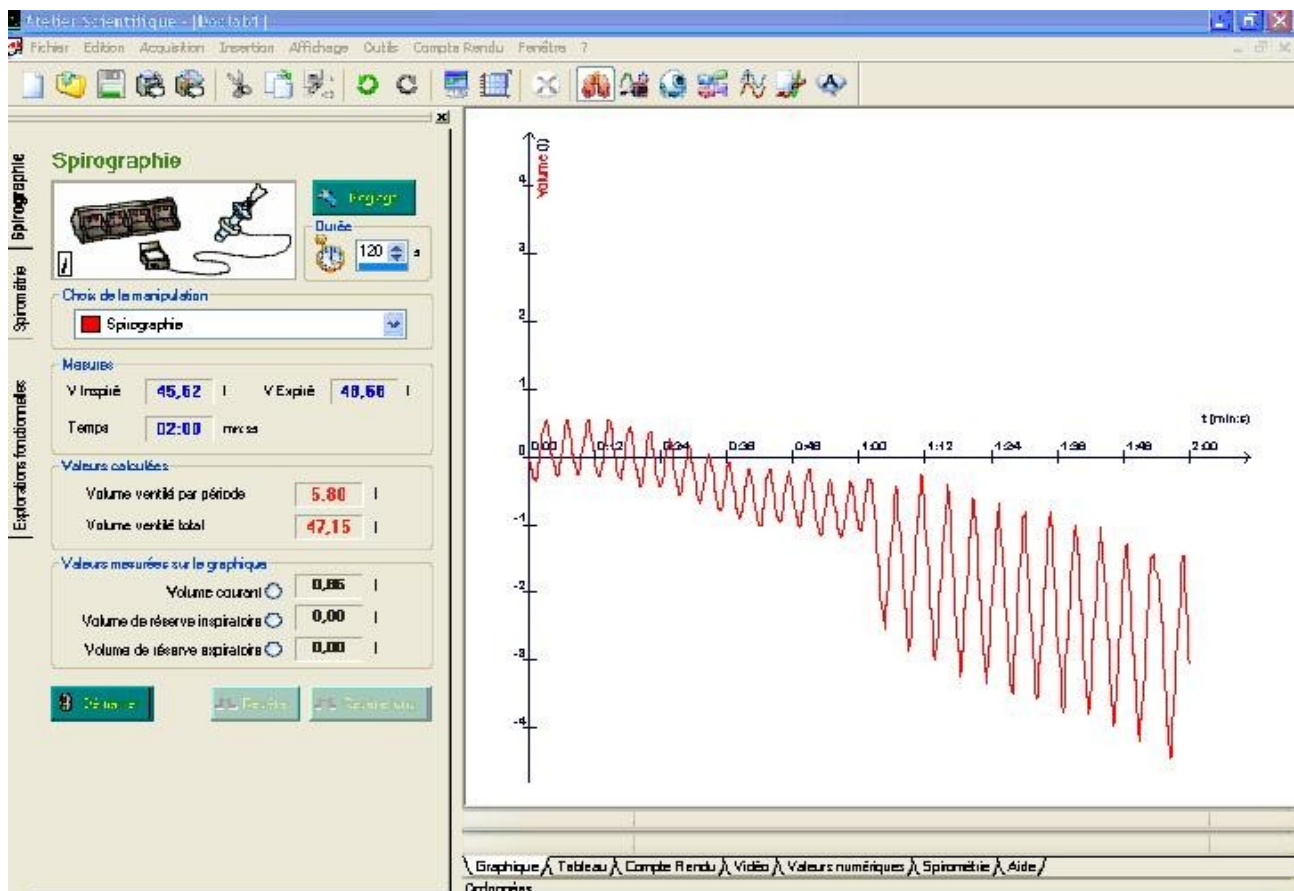 Atelier Scientifique - [Doclab1]
Fichier Edition Acquisition Insertion Affichage Outils Compte Rendu Fenêtre ?
Spirographie
Spirométrie
Explorations fonctionnelles
Spirographie
Réglage
Durée
120 s
Choix de la manipulation
Spirographie
Mesures
V Inspiré 45,62 l V Expiré 48,68 l
Temps 02:00 mn:ss
Valeurs calculées
Volume ventilé par période 5.80 l
Volume ventilé total 47,15 l
Valeurs mesurées sur le graphique
Volume courant 0,86 l
Volume de réserve inspiratoire 0,00 l
Volume de réserve expiratoire 0,00 l
Volume (l)
4
3
2
1
t (min:s)
0 0:00 0:12 0:24 0:36 0:48 1:00 1:12 1:24 1:36 1:48 2:00
-1
-2
-3
-4
Graphique Tableau Compte Rendu Vidéo Valeurs numériques Spirométrie Aide
Ordonnées